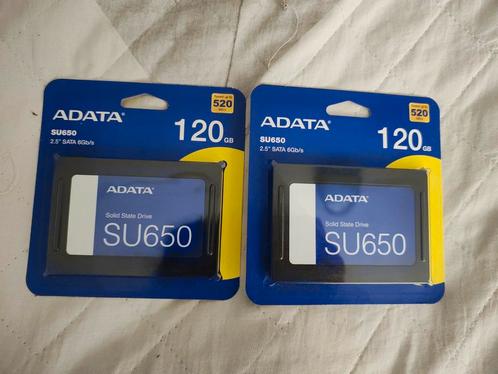 ADATA
SU650
2.5" SATA 6Gb/s
520
120 GB
ADATA
Solid State Drive
SU650
ADATA
SU650
2.5" SATA 6Gb/s
520
120 GB
ADATA
Solid State Drive
SU650